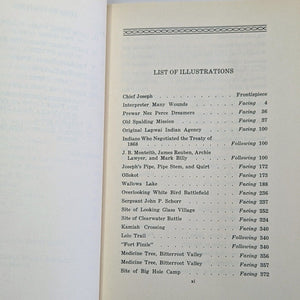 LIST OF ILLUSTRATIONS
Chief Joseph . . . . . . . Frontispiece
Interpreter Many Wounds . . . . . Facing 4
Prewar Nez Perce Dreamers . . . . . Facing 36
Old Spalding Mission . . . . . . Facing 37
Original Lapwai Indian Agency . . . . Facing 100
Indians Who Negotiated the Treaty of
1868 . . . . . . . Following 100
J. B. Monteith, James Reuben, Archie
Lawyer, and Mark Billy . . . . Following 100
Joseph's Pipe, Pipe Stem, and Quirt . . . Facing 172
Ollokot . . . . . . . . Facing 173
Wallowa Lake . . . . . . . Facing 188
Overlooking White Bird Battlefield . . . Facing 236
Sergeant John P. Schorr . . . . . Facing 237
Site of Looking Glass Village . . . . Facing 252
Site of Clearwater Battle . . . . . Facing 324
Kamiah Crossing . . . . . . Facing 340
Lolo Trail . . . . . . . Following 340
"Fort Fizzle" . . . . . . Following 340
Medicine Tree, Bitterroot Valley . . . Facing 356
Medicine Tree, Bitterroot Valley . . . Facing 357
Site of Big Hole Camp . . . . . Facing 372
xi